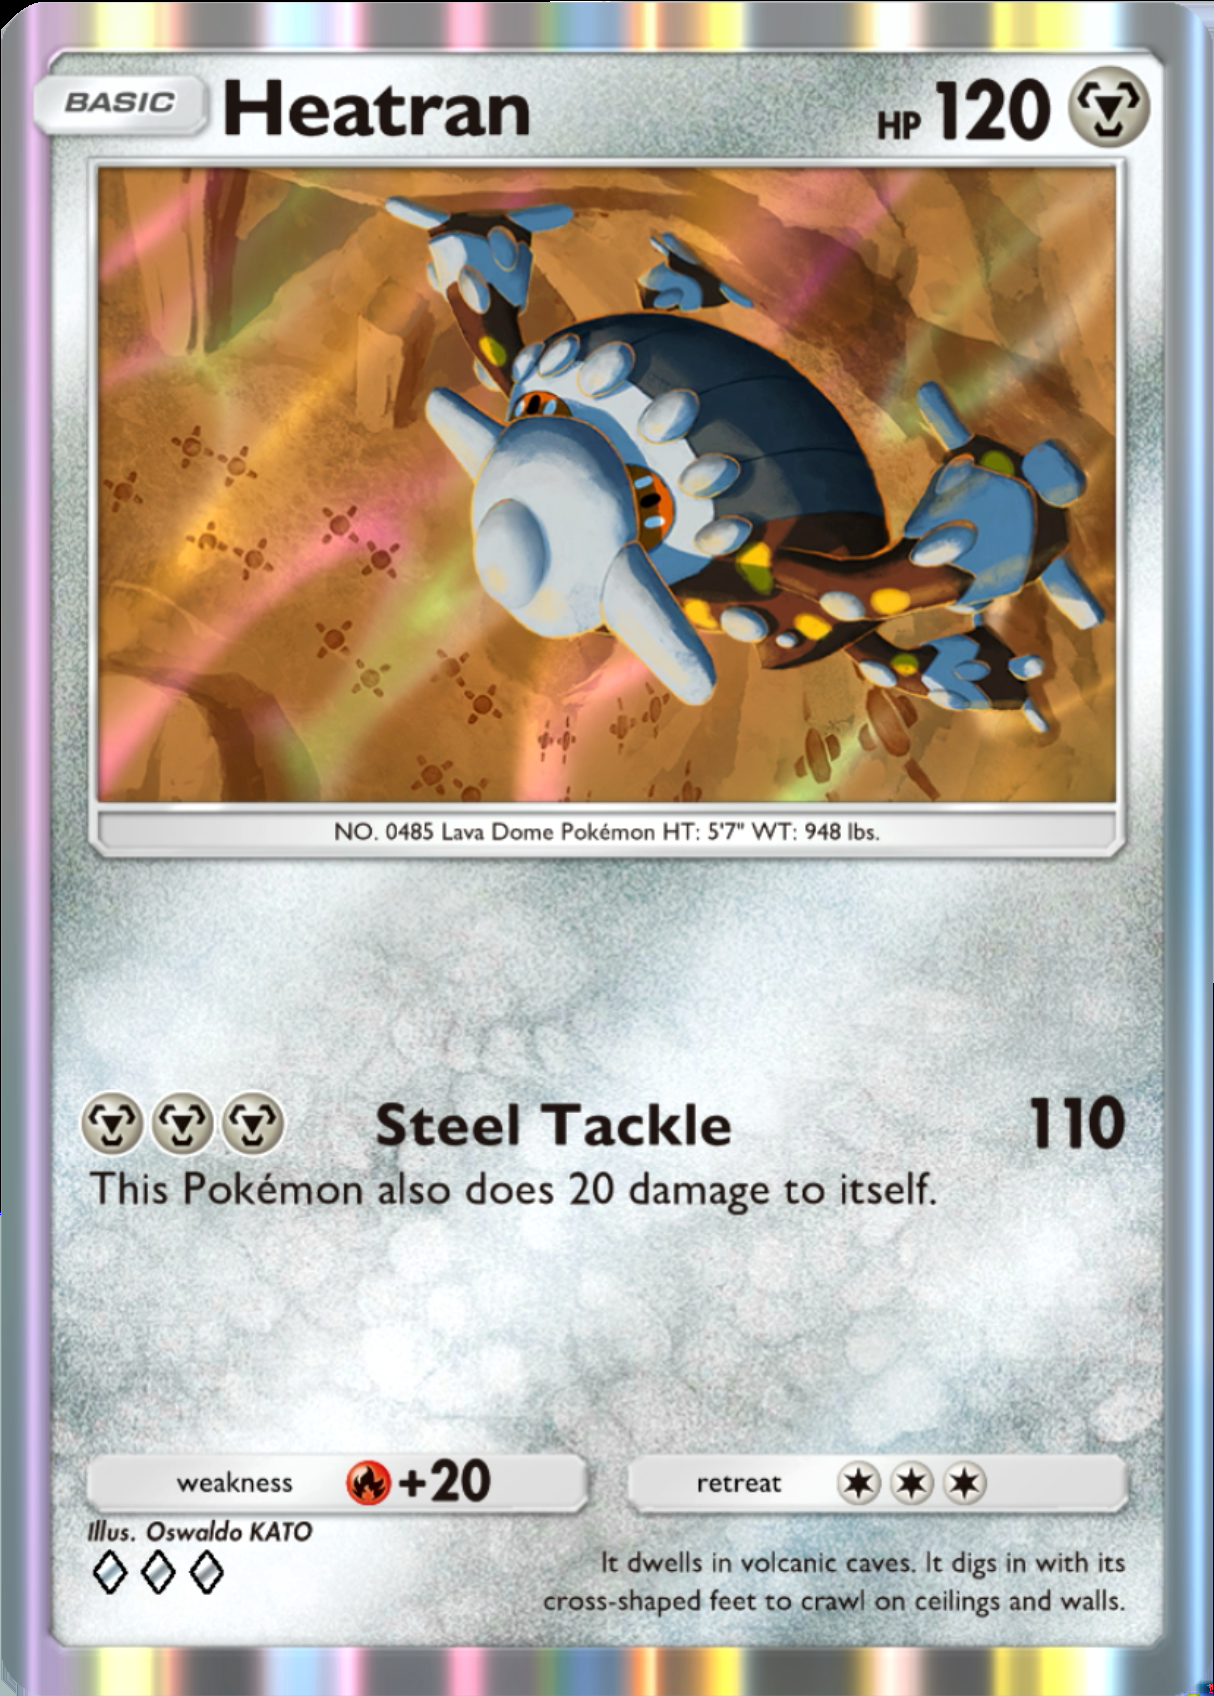 BASIC Heatran HP 120
NO. 0485 Lava Dome Pokémon HT: 5'7" WT: 948 lbs.
Steel Tackle 110
This Pokémon also does 20 damage to itself.
weakness +20 retreat
Illus. Oswaldo KATO
It dwells in volcanic caves. It digs in with its
cross-shaped feet to crawl on ceilings and walls.